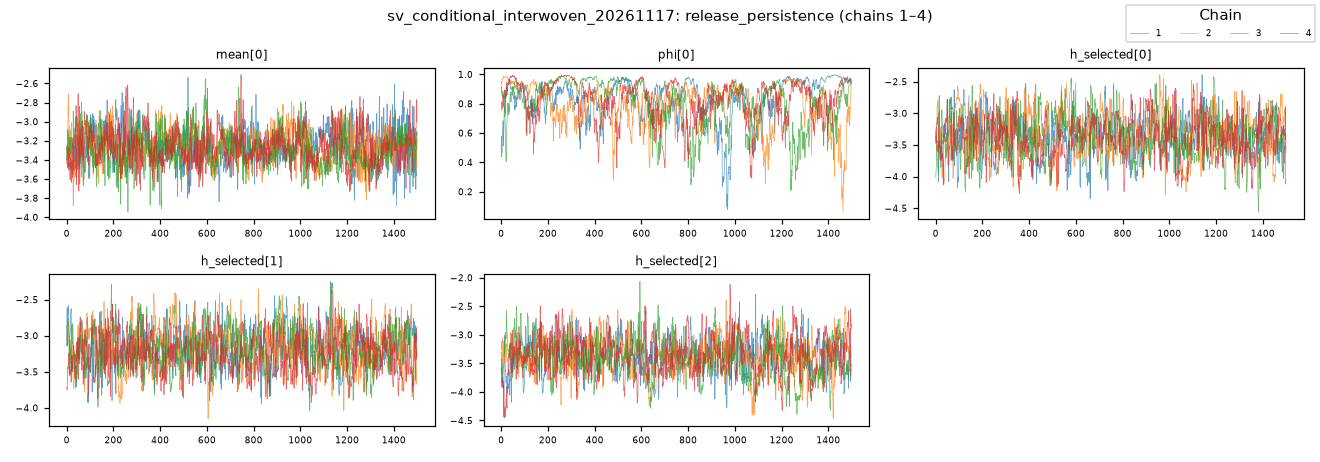 sv_conditional_interwoven_20261117: release_persistence (chains 1–4)
Chain
1 2 3 4
mean[0]
−2.6
−2.8
−3.0
−3.2
−3.4
−3.6
−3.8
−4.0
0 200 400 600 800 1000 1200 1400
phi[0]
1.0
0.8
0.6
0.4
0.2
0 200 400 600 800 1000 1200 1400
h_selected[0]
−2.5
−3.0
−3.5
−4.0
−4.5
0 200 400 600 800 1000 1200 1400
h_selected[1]
−2.5
−3.0
−3.5
−4.0
0 200 400 600 800 1000 1200 1400
h_selected[2]
−2.0
−2.5
−3.0
−3.5
−4.0
−4.5
0 200 400 600 800 1000 1200 1400